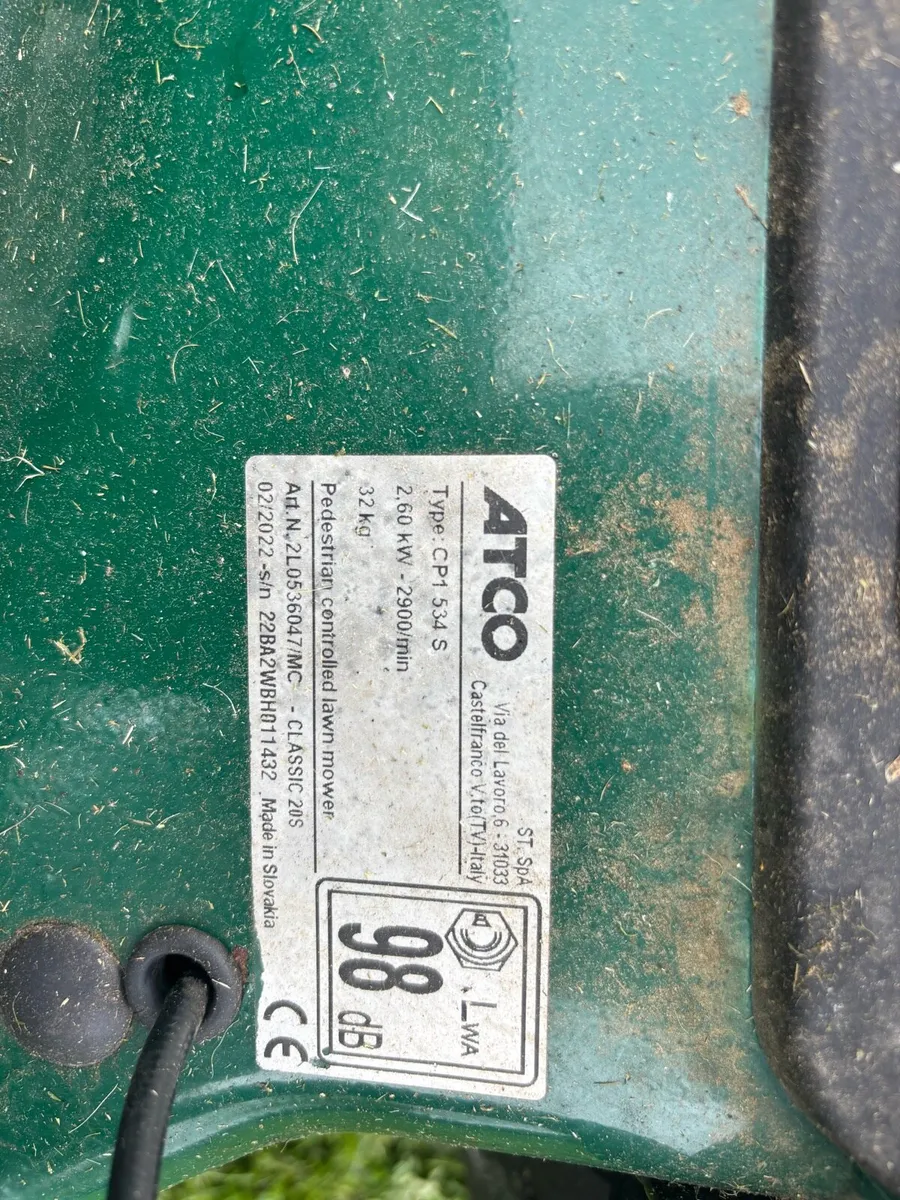 ATCO
ST. SpA
Via del Lavoro,6 - 31033
Castelfranco V.to(TV)-Italy
Type: CP1 534 S
2,60 kW - 2900/min
32 kg
Pedestrian controlled lawn mower
Art.N. 2L0536047/MC - CLASSIC 20S
02/2022 -s/n 22BA2WBH011432 Made in Slovakia
LWA
98 dB
CE